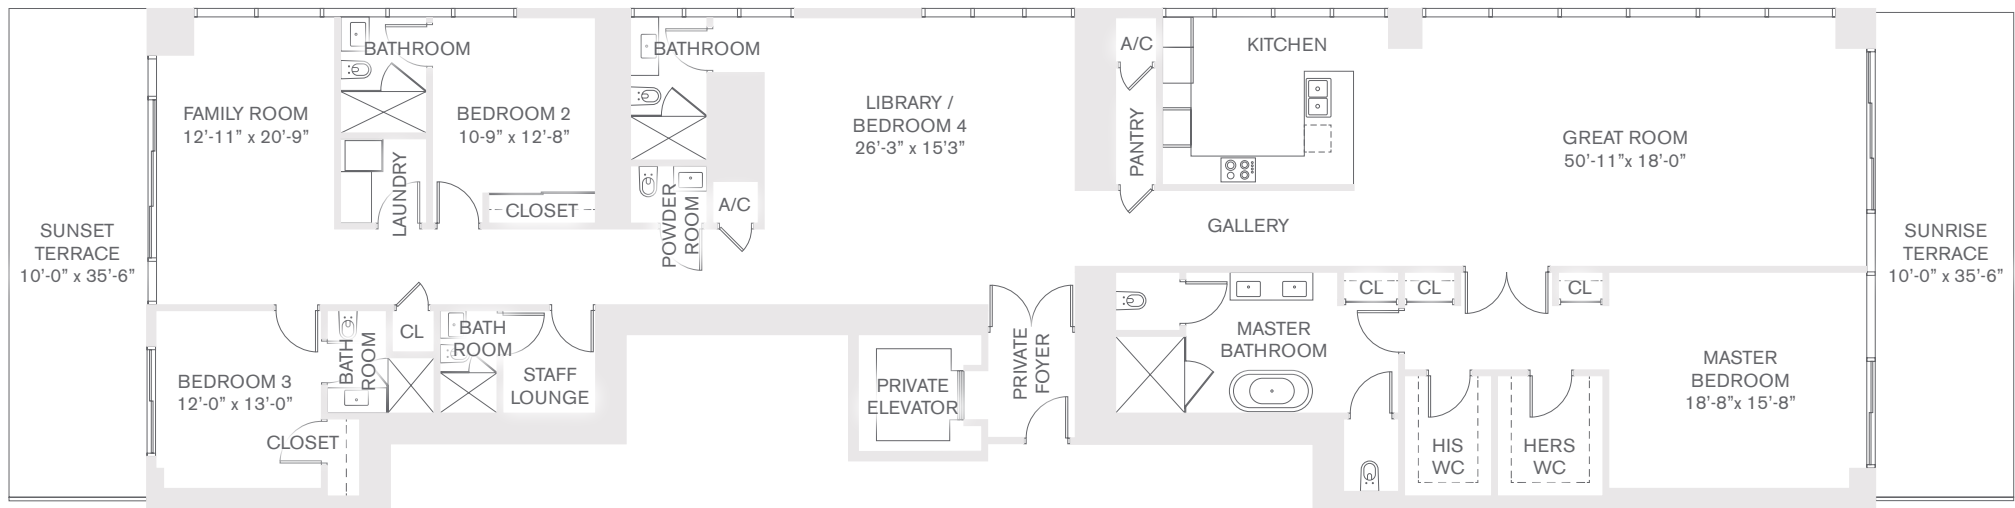 SUNSET
TERRACE
10'-0" x 35'-6"
FAMILY ROOM
12'-11" x 20'-9"
BATHROOM
BEDROOM 2
10-9" x 12'-8"
LAUNDRY
CLOSET
BATHROOM
POWDER
ROOM
A/C
LIBRARY /
BEDROOM 4
26'-3" x 15'3"
A/C
PANTRY
KITCHEN
GALLERY
GREAT ROOM
50'-11"x 18'-0"
SUNRISE
TERRACE
10'-0" x 35'-6"
BEDROOM 3
12'-0" x 13'-0"
CLOSET
BATH
ROOM
CL
BATH
ROOM
STAFF
LOUNGE
PRIVATE
ELEVATOR
PRIVATE
FOYER
MASTER
BATHROOM
CL
CL
CL
HIS
WC
HERS
WC
MASTER
BEDROOM
18'-8"x 15'-8"